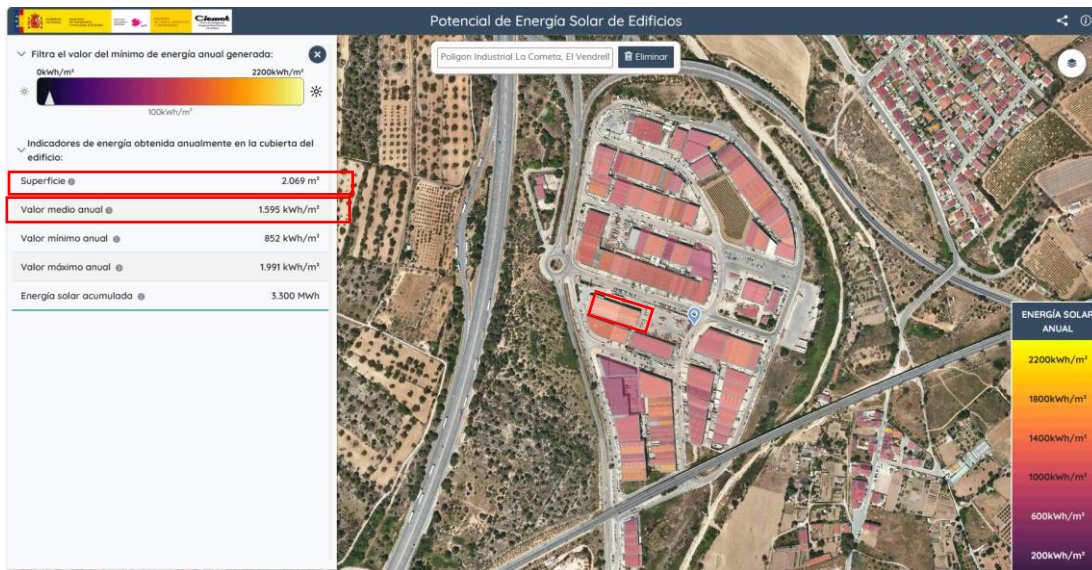 GOBIERNO DE ESPAÑA
Ciemat
Potencial de Energía Solar de Edificios
Filtra el valor del mínimo de energía anual generada:
0kWh/m² 2200kWh/m²
100kWh/m²
Indicadores de energía obtenida anualmente en la cubierta del
edificio:
Superficie 2.069 m²
Valor medio anual 1.595 kWh/m²
Valor mínimo anual 852 kWh/m²
Valor máximo anual 1.991 kWh/m²
Energía solar acumulada 3.300 MWh
Poligon Industrial La Cometa, El Vendrell Eliminar
ENERGÍA SOLAR
ANUAL
2200kWh/m²
1800kWh/m²
1400kWh/m²
1000kWh/m²
600kWh/m²
200kWh/m²